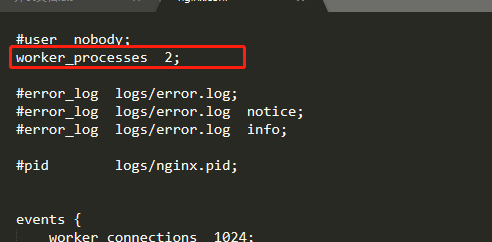 #user  nobody;
worker_processes  2;
#error_log  logs/error.log;
#error_log  logs/error.log  notice;
#error_log  logs/error.log  info;
#pid        logs/nginx.pid;
events {
    worker_connections  1024;